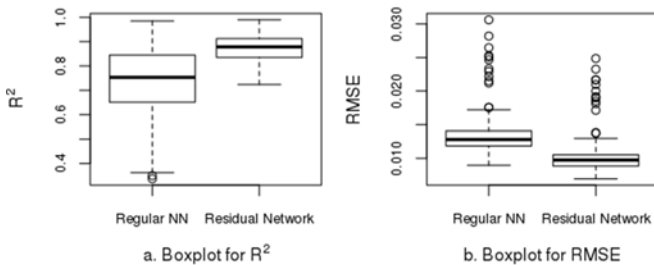 R²
1.0
0.8
0.6
0.4
Regular NN Residual Network
a. Boxplot for R²
RMSE
0.030
0.020
0.010
Regular NN Residual Network
b. Boxplot for RMSE